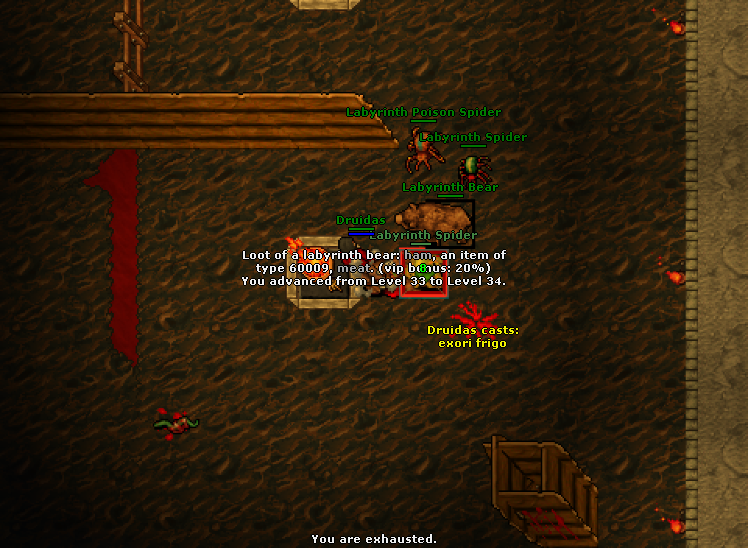 Labyrinth Poison Spider
Labyrinth Spider
Labyrinth Bear
Druidas
Labyrinth Spider
Loot of a labyrinth bear: ham, an item of
type 60009, meat. (vip bonus: 20%)
You advanced from Level 33 to Level 34.
Druidas casts:
exori frigo
You are exhausted.